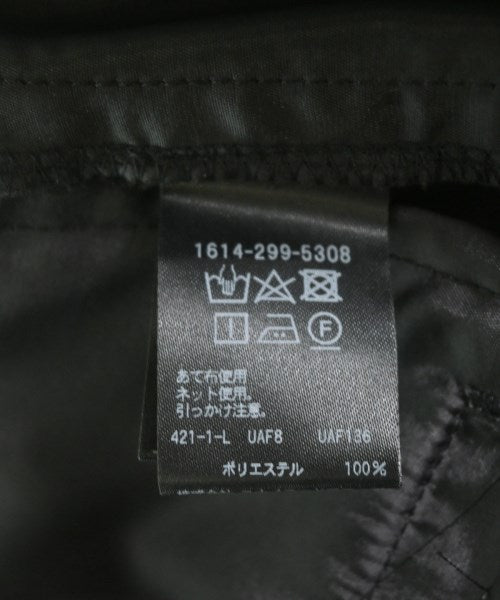 1614-299-5308
F
あて布使用
ネット使用。
引っかけ注意。
421-1-L UAF8 UAF136
ポリエステル 100%